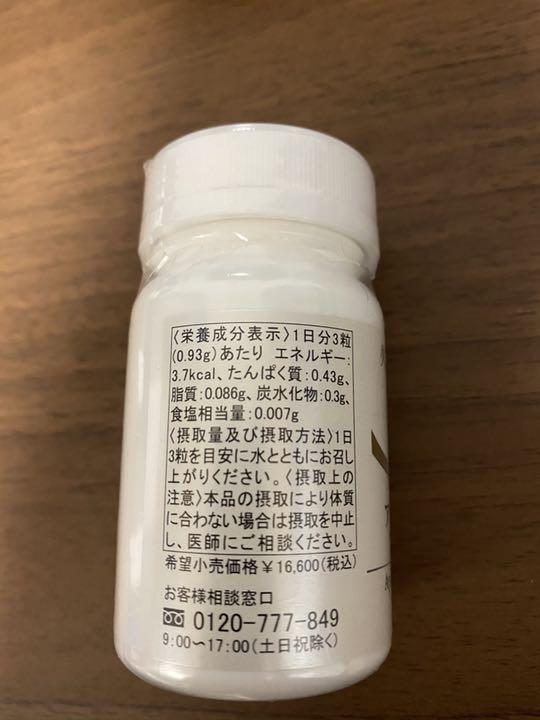 〈栄養成分表示〉1日分3粒
(0.93g)あたり エネルギー:
3.7kcal、たんぱく質:0.43g、
脂質:0.086g、炭水化物:0.3g、
食塩相当量:0.007g
〈摂取量及び摂取方法〉1日
3粒を目安に水とともにお召し
上がりください。〈摂取上の
注意〉本品の摂取により体質
に合わない場合は摂取を中止
し、医師にご相談ください。
希望小売価格￥16,600(税込)
お客様相談窓口
0120-777-849
9:00〜17:00(土日祝除く)